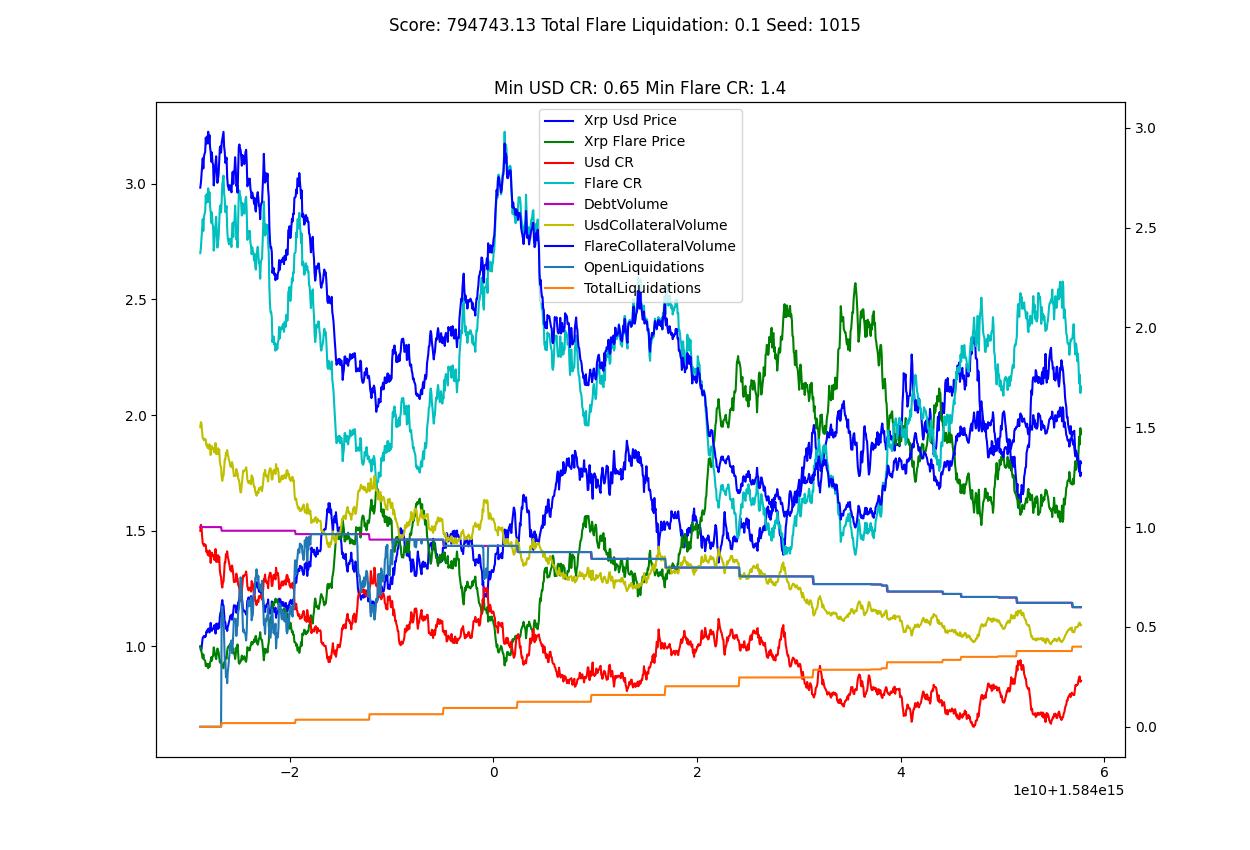 Score: 794743.13 Total Flare Liquidation: 0.1 Seed: 1015
Min USD CR: 0.65 Min Flare CR: 1.4
Xrp Usd Price
Xrp Flare Price
Usd CR
Flare CR
DebtVolume
UsdCollateralVolume
FlareCollateralVolume
OpenLiquidations
TotalLiquidations
3.0
2.5
2.0
1.5
1.0
3.0
2.5
2.0
1.5
1.0
0.5
0.0
−2
0
2
4
6
1e10+1.584e15